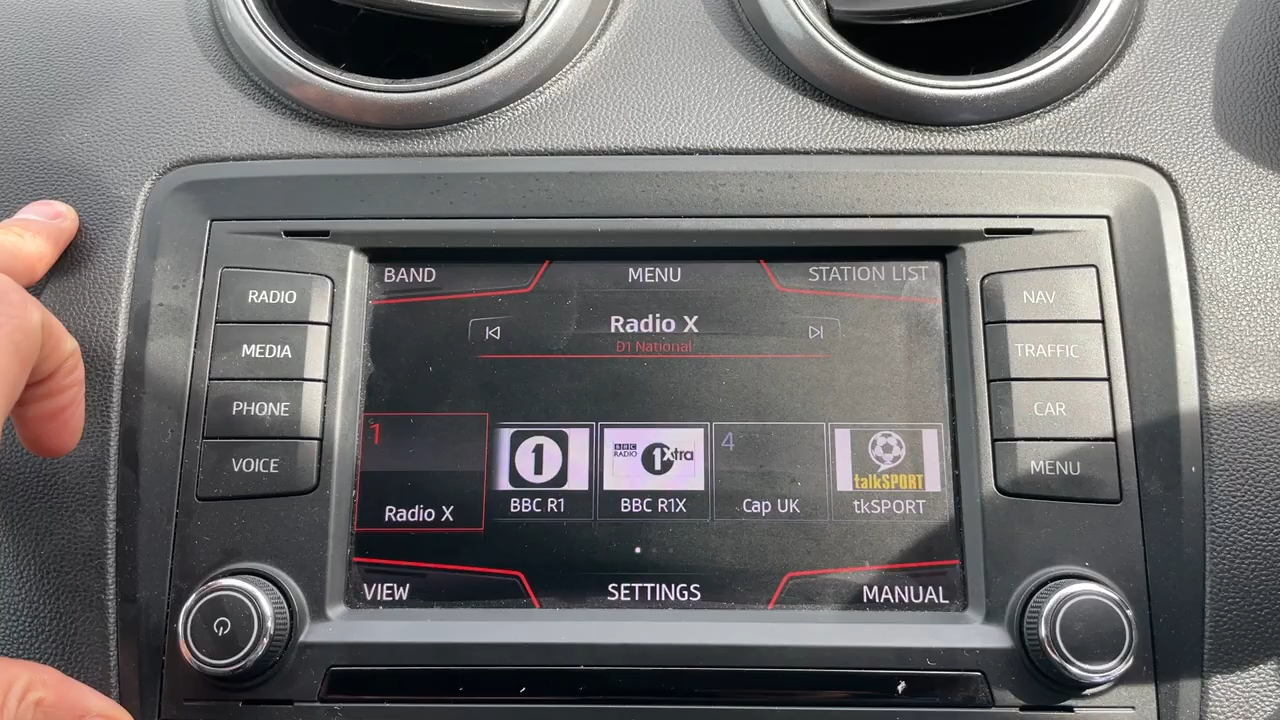 BAND MENU STATION LIST
RADIO
MEDIA
PHONE
VOICE
Radio X
D1 National
1
Radio X
1
BBC R1
BBC RADIO 1Xtra
BBC R1X
4
Cap UK
talkSPORT
tkSPORT
VIEW SETTINGS MANUAL
NAV
TRAFFIC
CAR
MENU